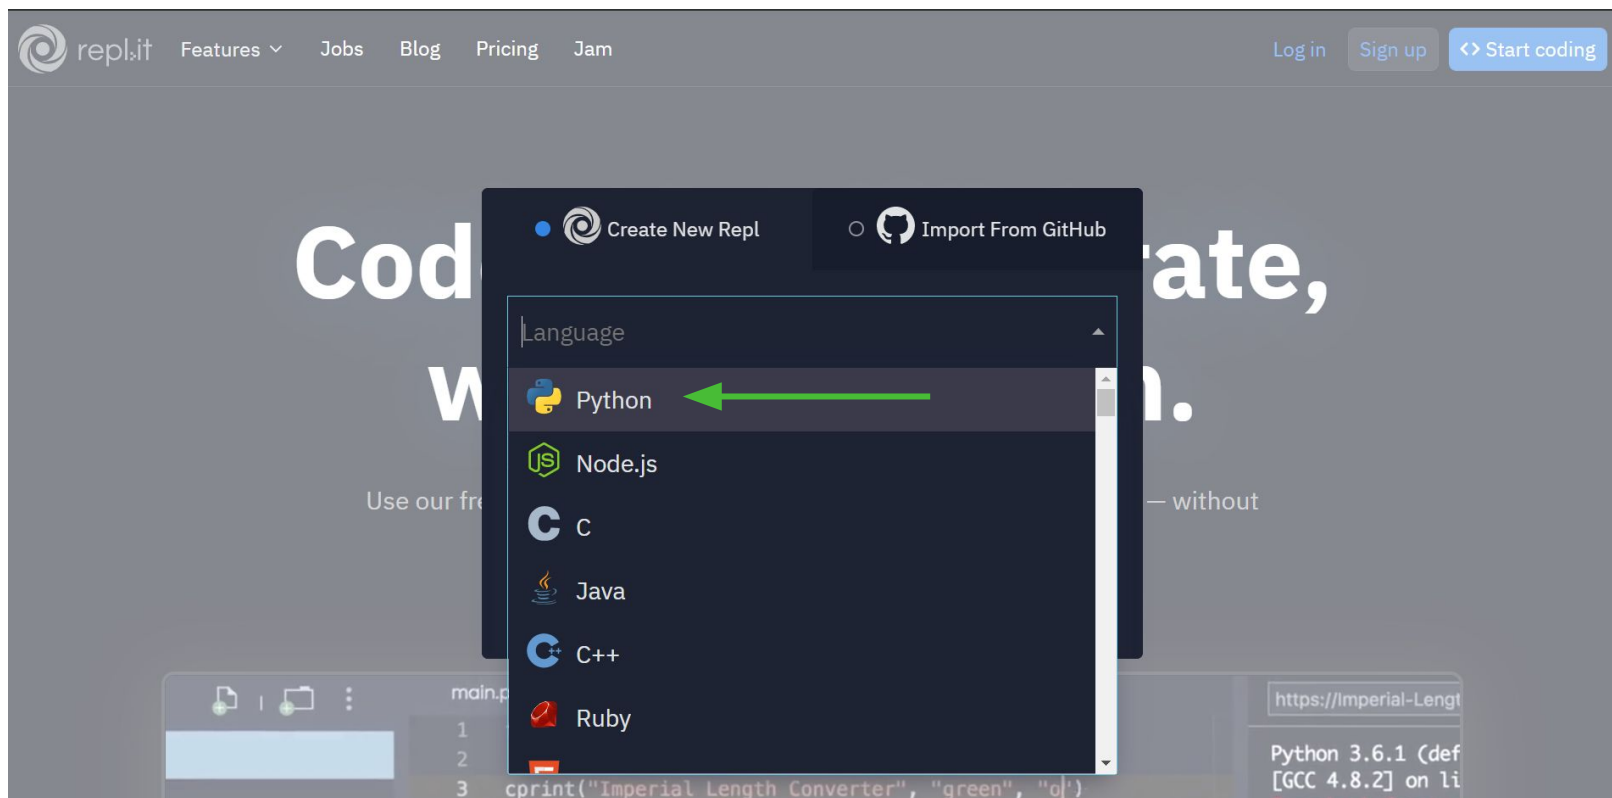 repl.it Features Jobs Blog Pricing Jam Log in Sign up <> Start coding
Create New Repl Import From GitHub
Cod rate,
Language
Python
Node.js
Use our fre — without
C
Java
C++
main.p https://Imperial-Lengt
Ruby
1
Python 3.6.1 (def
2
[GCC 4.8.2] on li
3 cprint("Imperial Length Converter", "green", "o")